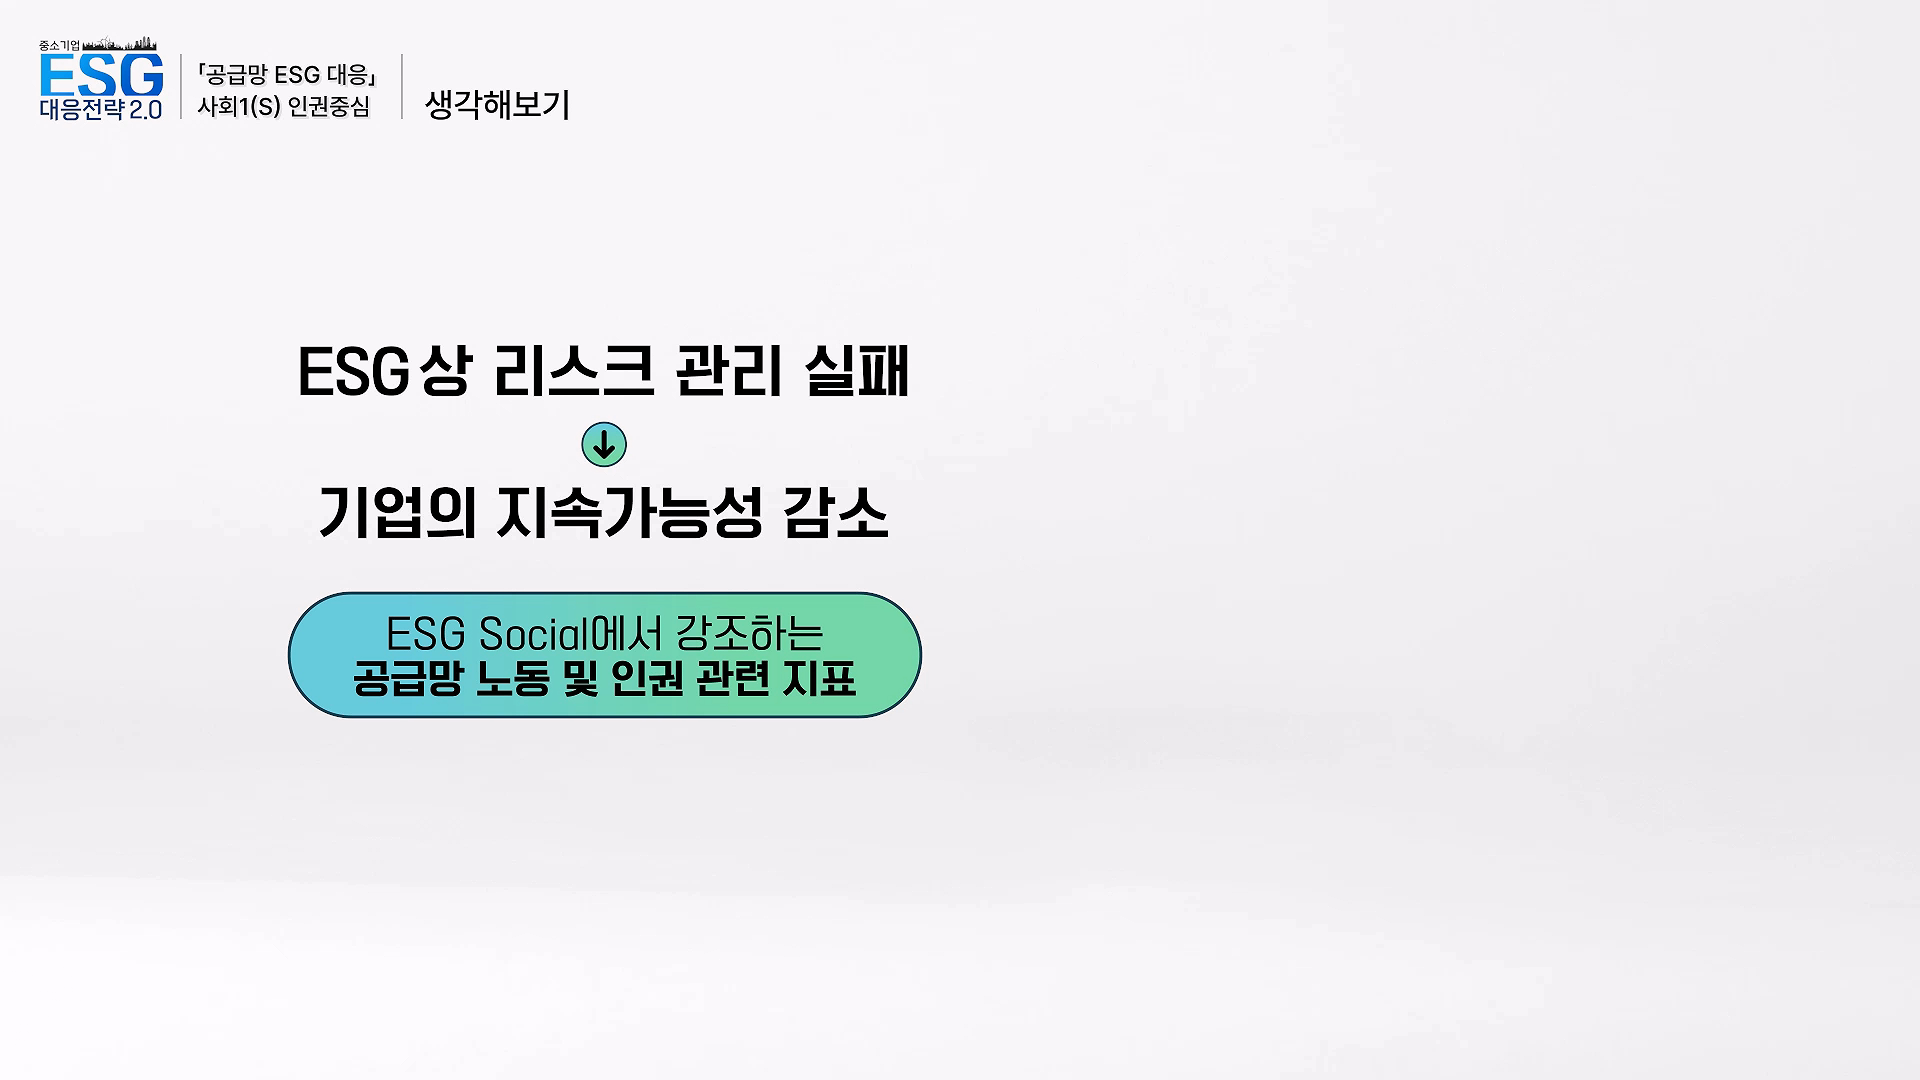 중소기업
ESG
대응전략 2.0
「공급망 ESG 대응」
사회1(S) 인권중심
생각해보기
ESG상 리스크 관리 실패
기업의 지속가능성 감소
ESG Social에서 강조하는
공급망 노동 및 인권 관련 지표